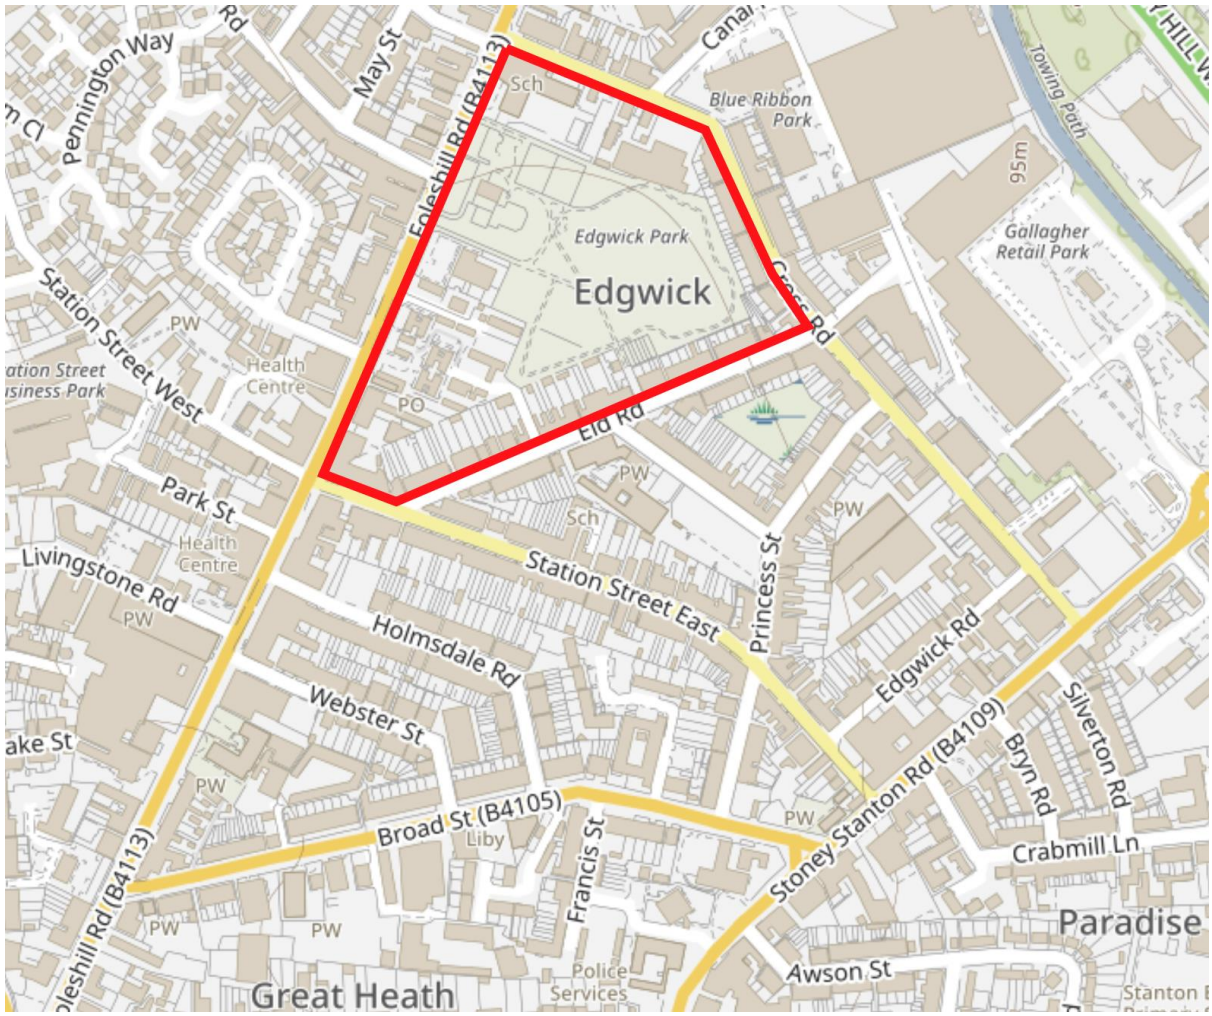 Rd
May St
Pennington Way
m Cl
Foleshill Rd (B4113)
Sch
Canal
Blue Ribbon
Park
Towing Path
Y HILL W
95m
Gallagher
Retail Park
Edgwick Park
Edgwick
Cross Rd
Station Street West
PW
Health
Centre
ation Street
usiness Park
PO
Eld Rd
PW
Park St
Health
Centre
Livingstone Rd
PW
Sch
PW
Station Street East
Princess St
Holmsdale Rd
Webster St
Edgwick Rd
Silverton Rd
Bryn Rd
Stoney Stanton Rd (B4109)
ake St
PW
Broad St (B4105)
Liby
PW
Crabmill Ln
Francis St
oleshill Rd (B4113)
PW
PW
Paradise
Police
Services
Awson St
Great Heath
Stanton